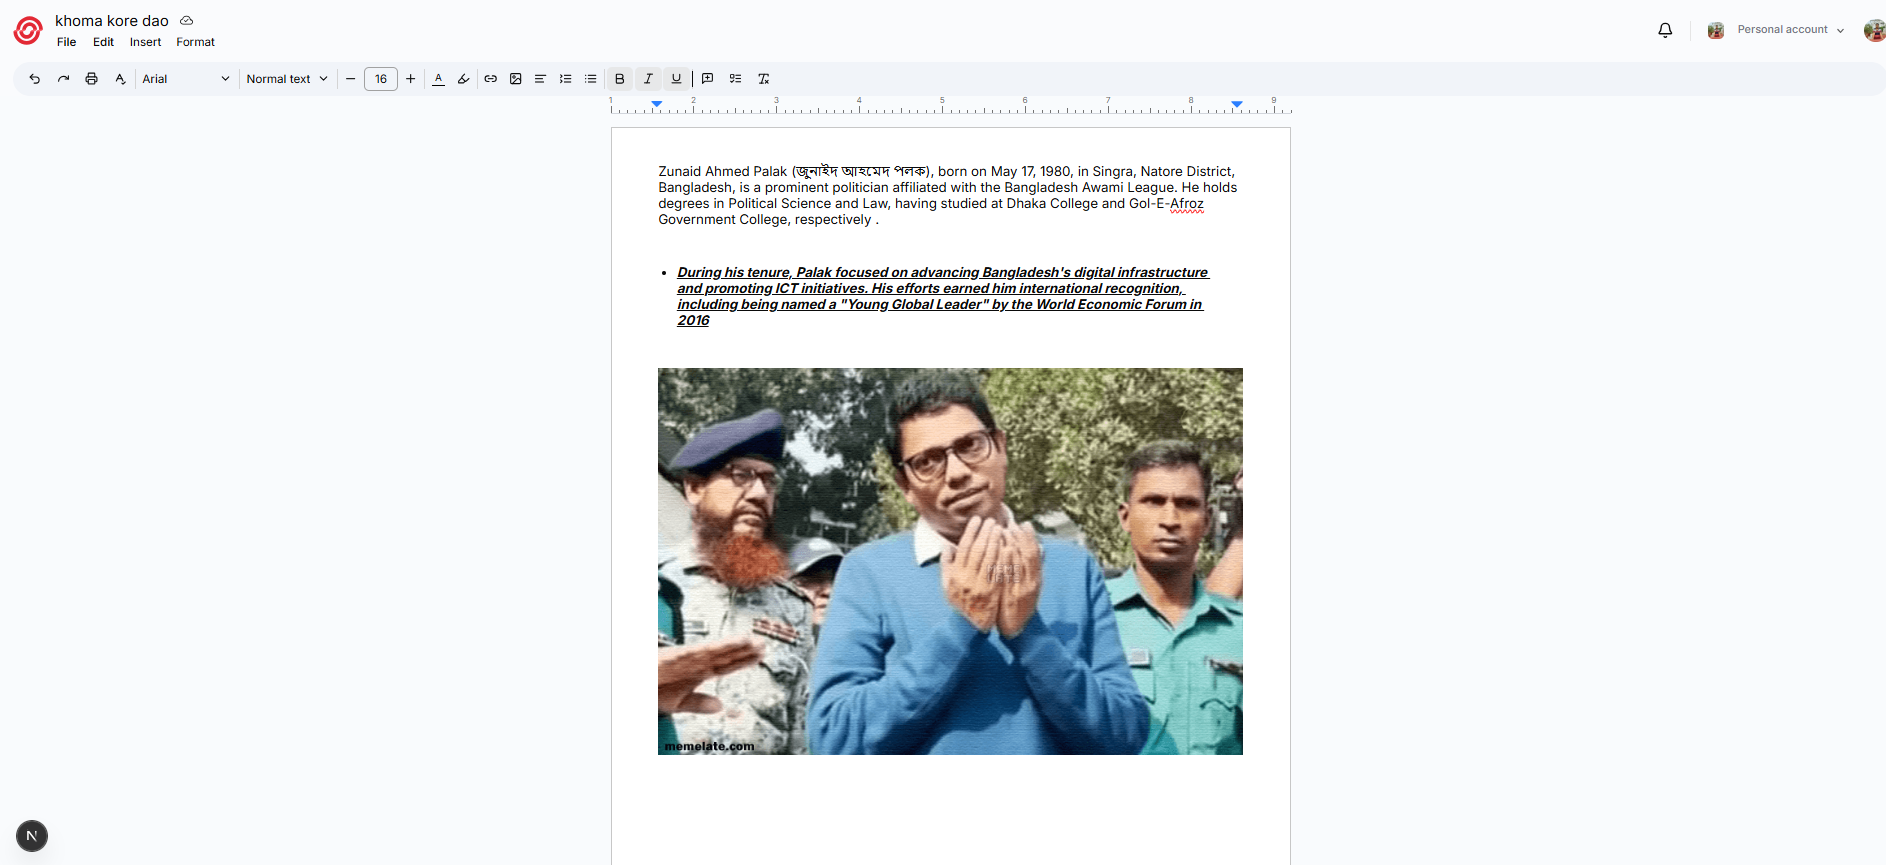 khoma kore dao
File Edit Insert Format
Personal account
Arial Normal text 16 A B I U
1 2 3 4 5 6 7 8 9
Zunaid Ahmed Palak (জুনাইদ আহমেদ পলক), born on May 17, 1980, in Singra, Natore District,
Bangladesh, is a prominent politician affiliated with the Bangladesh Awami League. He holds
degrees in Political Science and Law, having studied at Dhaka College and Gol-E-Afroz
Government College, respectively .
During his tenure, Palak focused on advancing Bangladesh's digital infrastructure
and promoting ICT initiatives. His efforts earned him international recognition,
including being named a "Young Global Leader" by the World Economic Forum in
2016
MEME
LATE
memelate.com
N